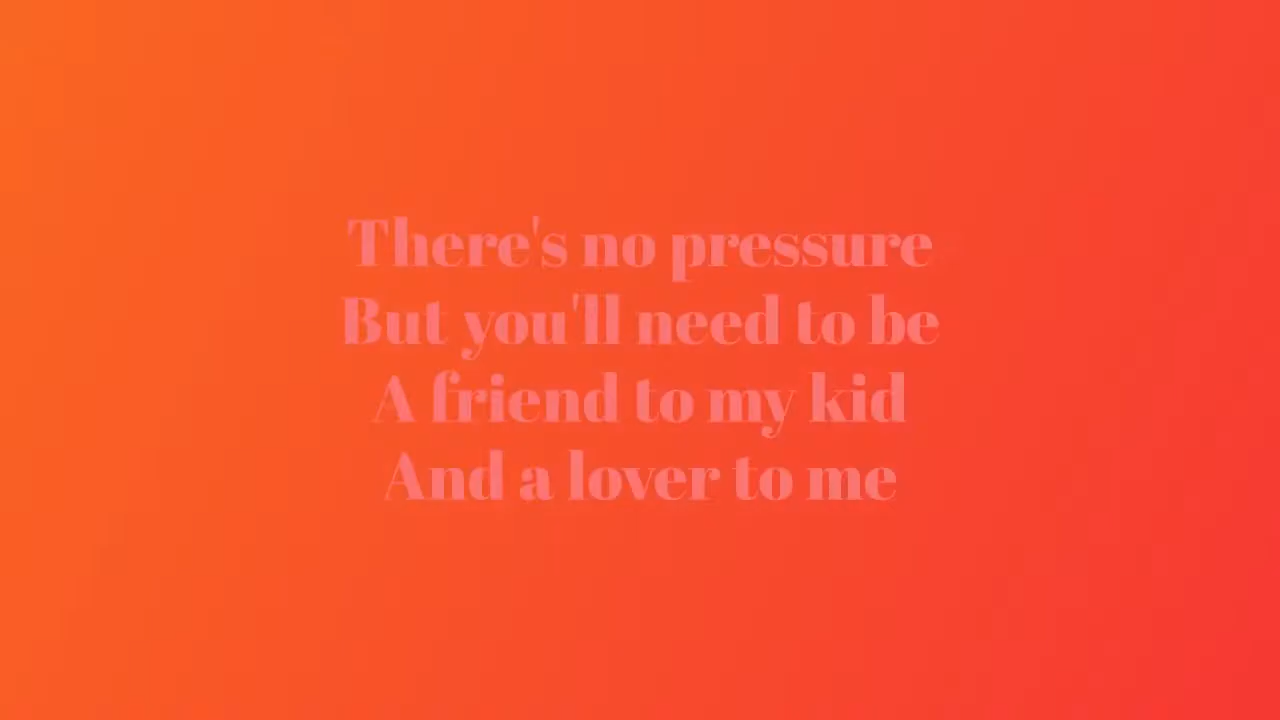 There's no pressure
But you'll need to be
A friend to my kid
And a lover to me